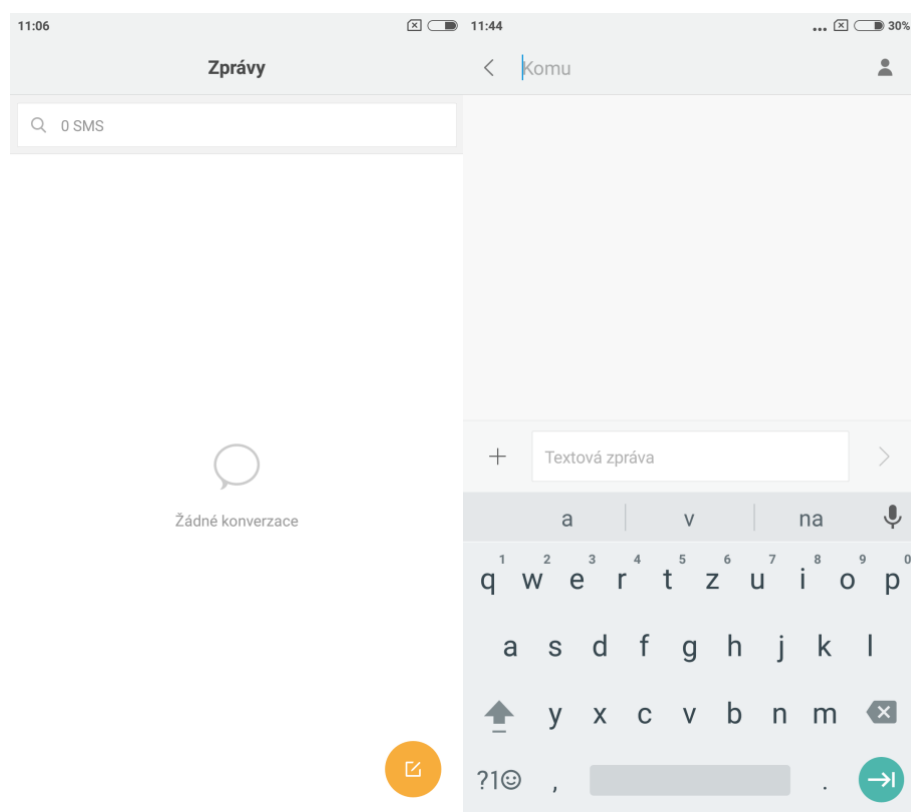 11:06
Zprávy
0 SMS
Žádné konverzace
11:44
... 30%
Komu
Textová zpráva
a v na
1 2 3 4 5 6 7 8 9 0
q w e r t z u i o p
a s d f g h j k l
y x c v b n m
?1☺ , .